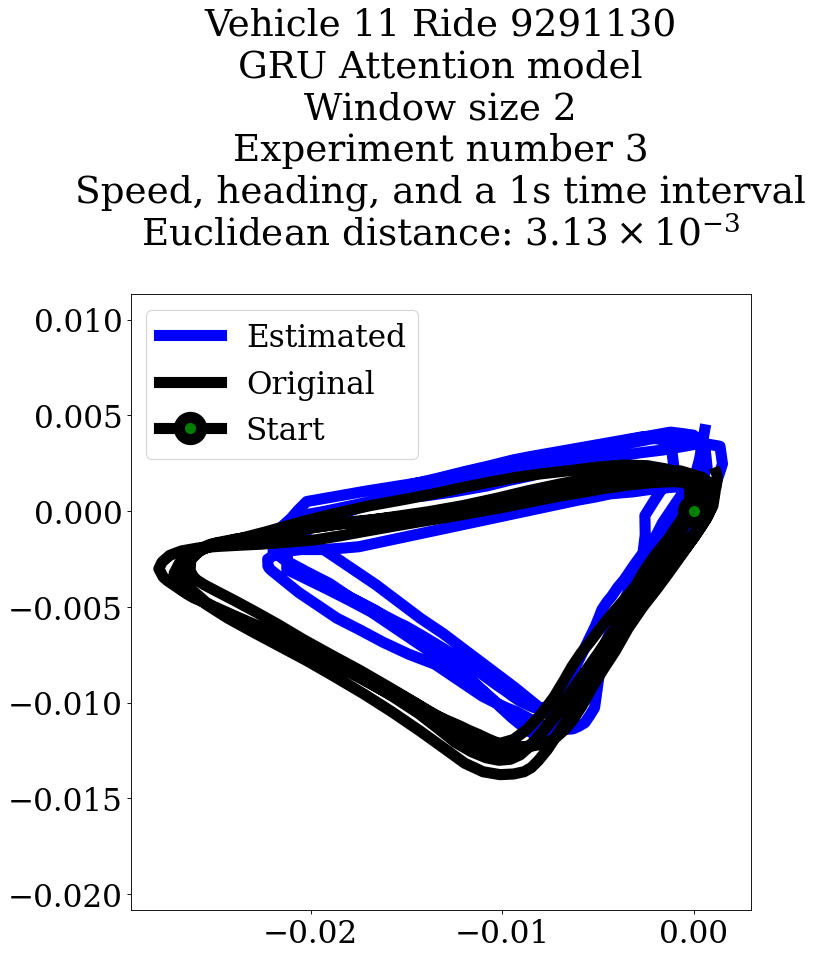 Vehicle 11 Ride 9291130
GRU Attention model
Window size 2
Experiment number 3
Speed, heading, and a 1s time interval
Euclidean distance: 3.13 × 10⁻³
Estimated
Original
Start
0.010
0.005
0.000
−0.005
−0.010
−0.015
−0.020
−0.02
−0.01
0.00